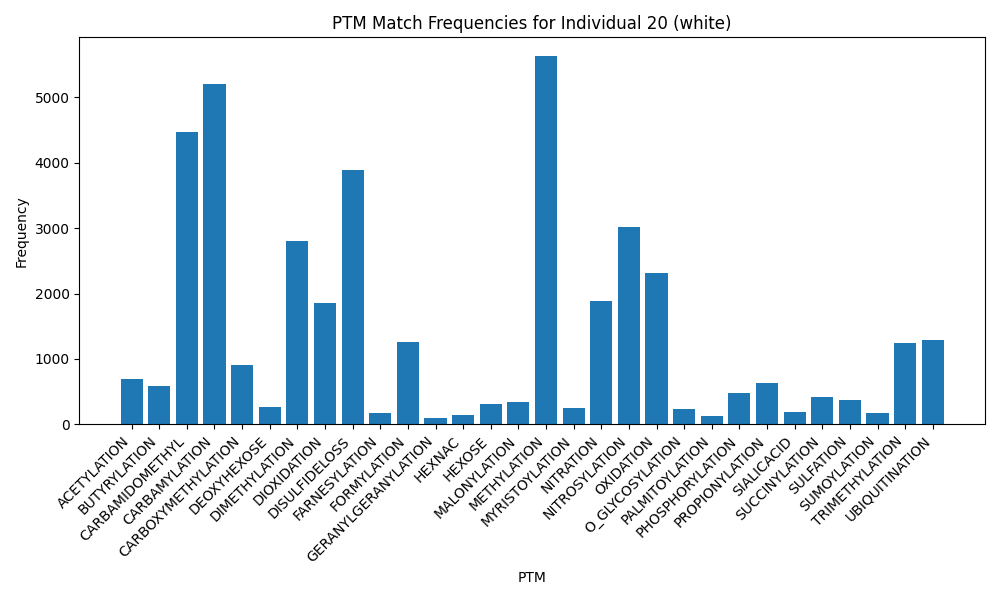 PTM Match Frequencies for Individual 20 (white)
Frequency
5000
4000
3000
2000
1000
0
ACETYLATION
BUTYRYLATION
CARBAMIDOMETHYL
CARBAMYLATION
CARBOXYMETHYLATION
DEOXYHEXOSE
DIMETHYLATION
DIOXIDATION
DISULFIDELOSS
FARNESYLATION
FORMYLATION
GERANYLGERANYLATION
HEXNAC
HEXOSE
MALONYLATION
METHYLATION
MYRISTOYLATION
NITRATION
NITROSYLATION
OXIDATION
O_GLYCOSYLATION
PALMITOYLATION
PHOSPHORYLATION
PROPIONYLATION
SIALICACID
SUCCINYLATION
SULFATION
SUMOYLATION
TRIMETHYLATION
UBIQUITINATION
PTM